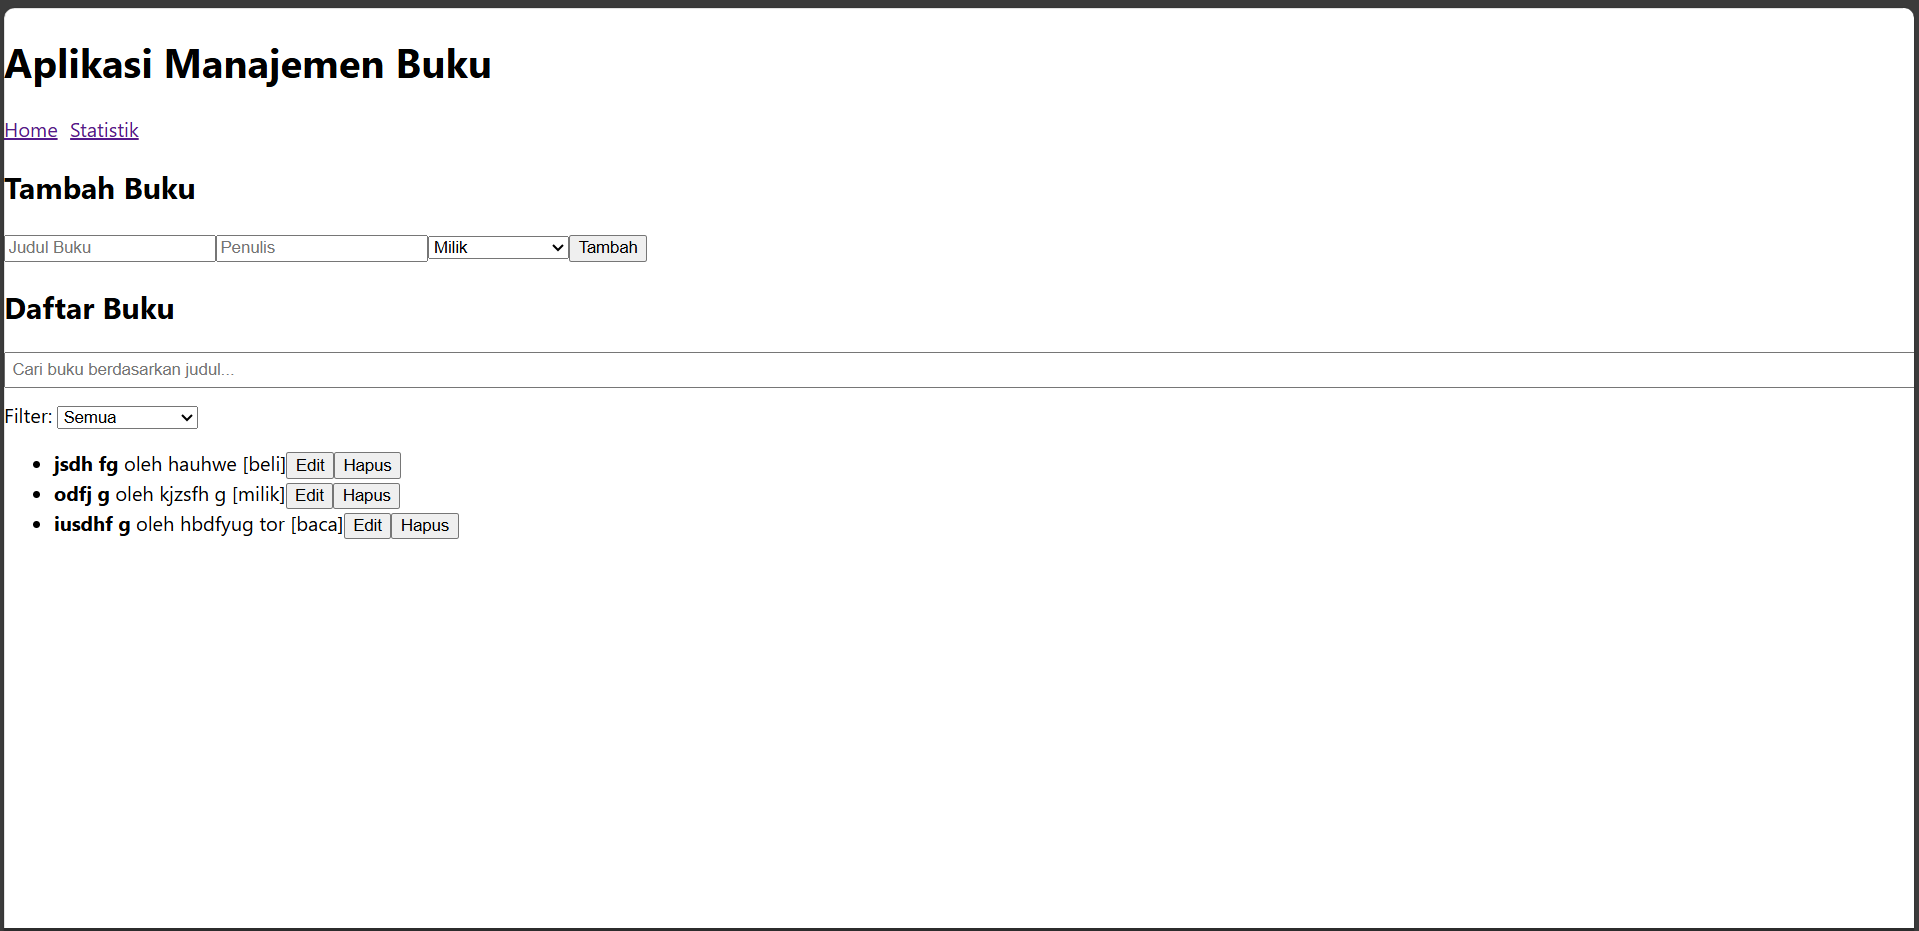 Aplikasi Manajemen Buku
Home Statistik
Tambah Buku
Judul Buku Penulis Milik Tambah
Daftar Buku
Cari buku berdasarkan judul...
Filter: Semua
jsdh fg oleh hauhwe [beli] Edit Hapus
odfj g oleh kjzsfh g [milik] Edit Hapus
iusdhf g oleh hbdfyug tor [baca] Edit Hapus